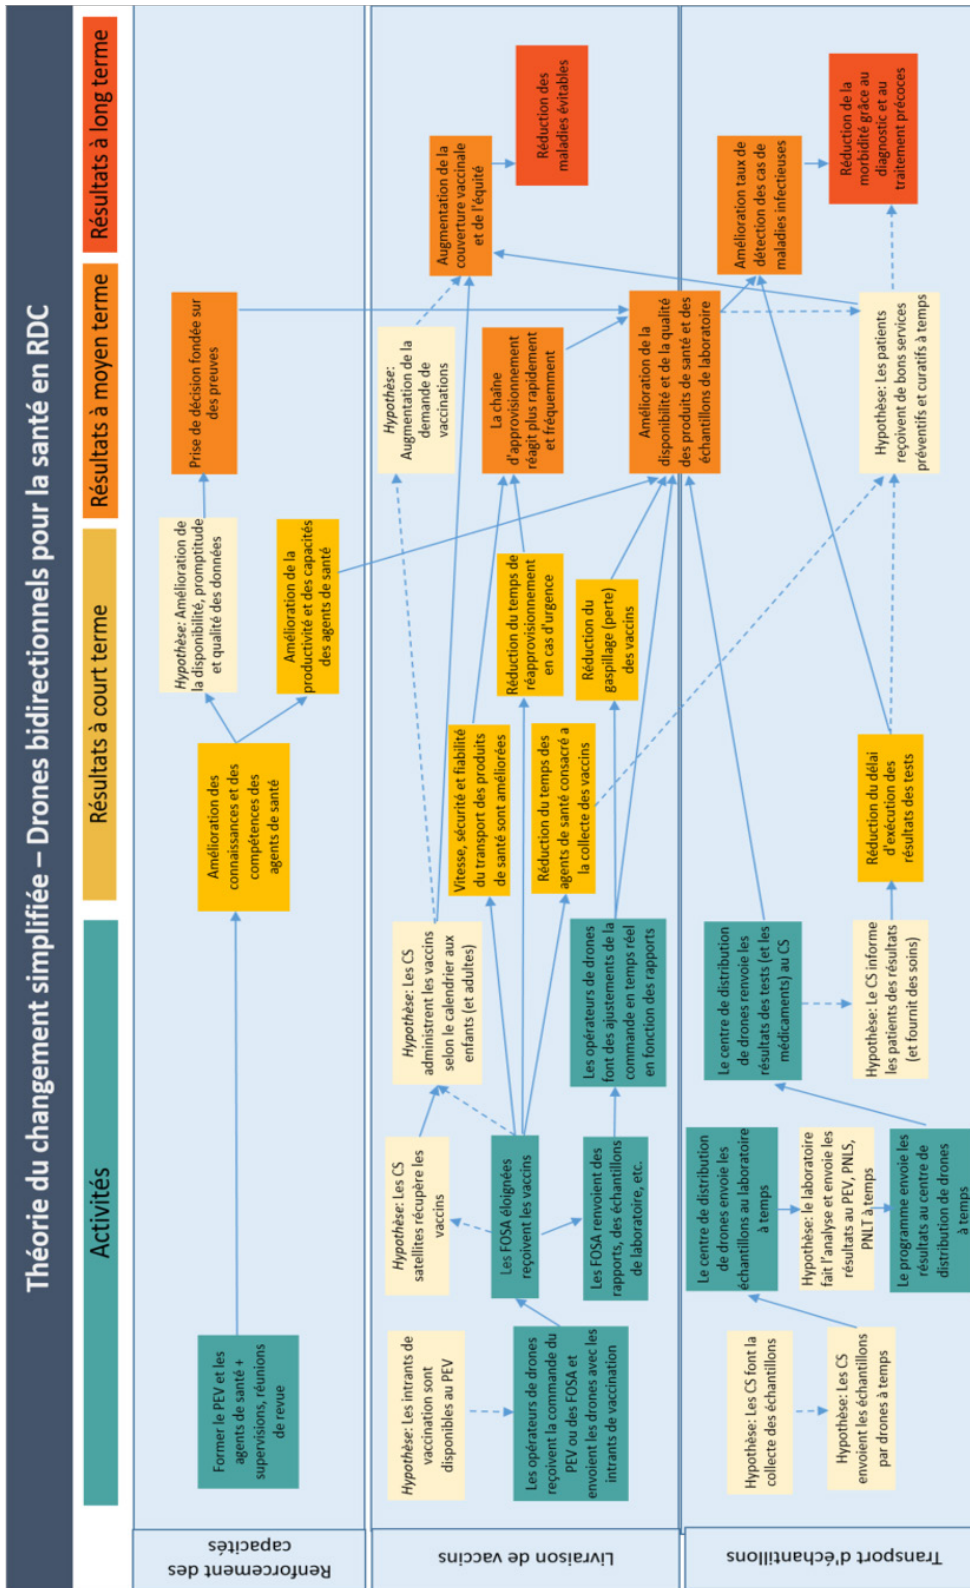 Théorie du changement simplifiée – Drones bidirectionnels pour la santé en RDC
Activités
Résultats à court terme
Résultats à moyen terme
Résultats à long terme
Renforcement des
capacités
Former le PEV et les
agents de santé +
supervisions, réunions
de revue
Amélioration des
connaissances et des
compétences des
agents de santé
Hypothèse: Amélioration de
la disponibilité, promptitude
et qualité des données
Amélioration de la
productivité et des capacités
des agents de santé
Prise de décision fondée sur
des preuves
Livraison de vaccins
Hypothèse: Les intrants de
vaccination sont
disponibles au PEV
Les opérateurs de drones
reçoivent la commande du
PEV ou des FOSA et
envoient les drones avec les
intrants de vaccination
Hypothèse: Les CS
satellites récupère les
vaccins
Les FOSA éloignées
reçoivent les vaccins
Les FOSA renvoient des
rapports, des échantillons
de laboratoire, etc.
Hypothèse: Les CS
administrent les vaccins
selon le calendrier aux
enfants (et adultes)
Les opérateurs de drones
font des ajustements de la
commande en temps réel
en fonction des rapports
Vitesse, sécurité et fiabilité
du transport des produits
de santé sont améliorées
Réduction du temps des
agents de santé consacré a
la collecte des vaccins
Réduction du temps de
réapprovisionnement
en cas d'urgence
Réduction du
gaspillage (perte)
des vaccins
Hypothèse:
Augmentation de la
demande de
vaccinations
La chaîne
d'approvisionnement
réagit plus rapidement
et fréquemment
Amélioration de la
disponibilité et de la qualité
des produits de santé et des
échantillons de laboratoire
Augmentation de la
couverture vaccinale
et de l'équité
Réduction des
maladies évitables
Transport d'échantillons
Hypothèse: Les CS font la
collecte des échantillons
Hypothèse: Les CS
envoient les échantillons
par drones à temps
Le centre de distribution
de drones envoie les
échantillons au laboratoire
à temps
Hypothèse: le laboratoire
fait l'analyse et envoie les
résultats au PEV, PNLS,
PNLT à temps
Le programme envoie les
résultats au centre de
distribution de drones
à temps
Le centre de distribution
de drones renvoie les
résultats des tests (et les
médicaments) au CS
Hypothèse: Le CS informe
les patients des résultats
(et fournit des soins)
Réduction du délai
d'exécution des
résultats des tests
Hypothèse: Les patients
reçoivent de bons services
préventifs et curatifs à temps
Amélioration taux de
détection des cas de
maladies infectieuses
Réduction de la
morbidité grâce au
diagnostic et au
traitement précoces